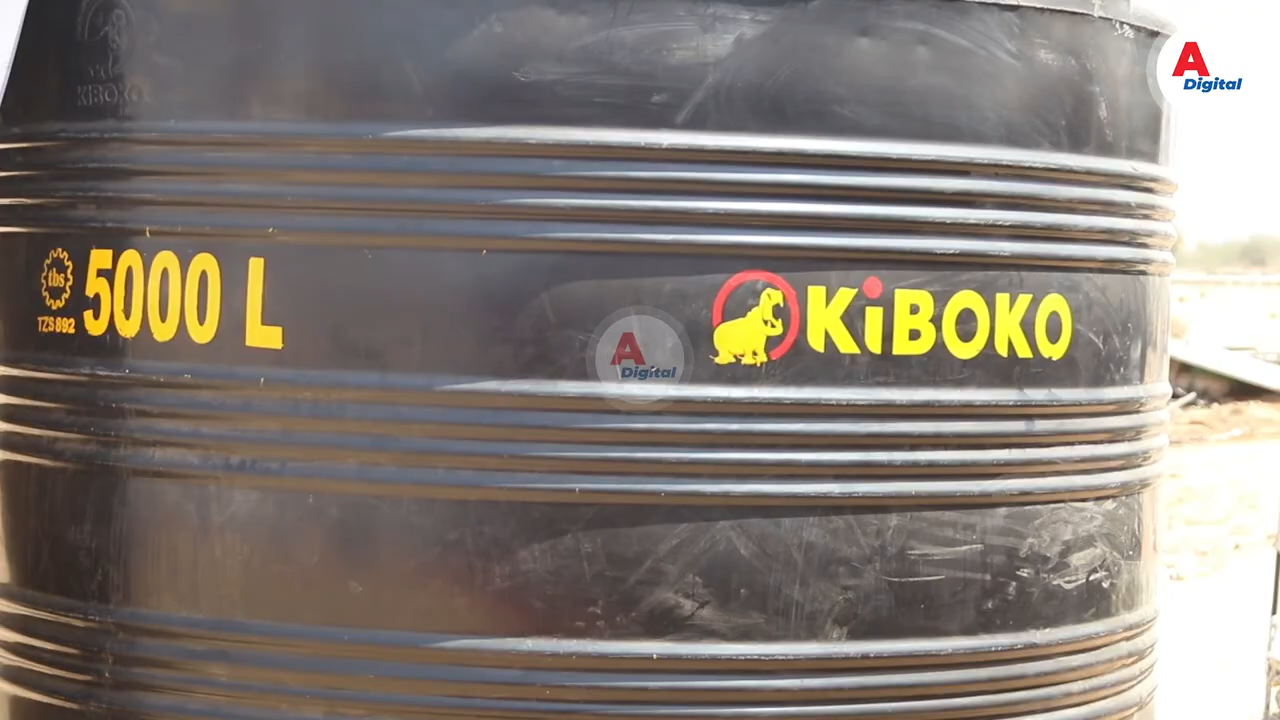 A
Digital
KIBOKO
tbs
TZS 892
5000 L
KiBOKO
A
Digital